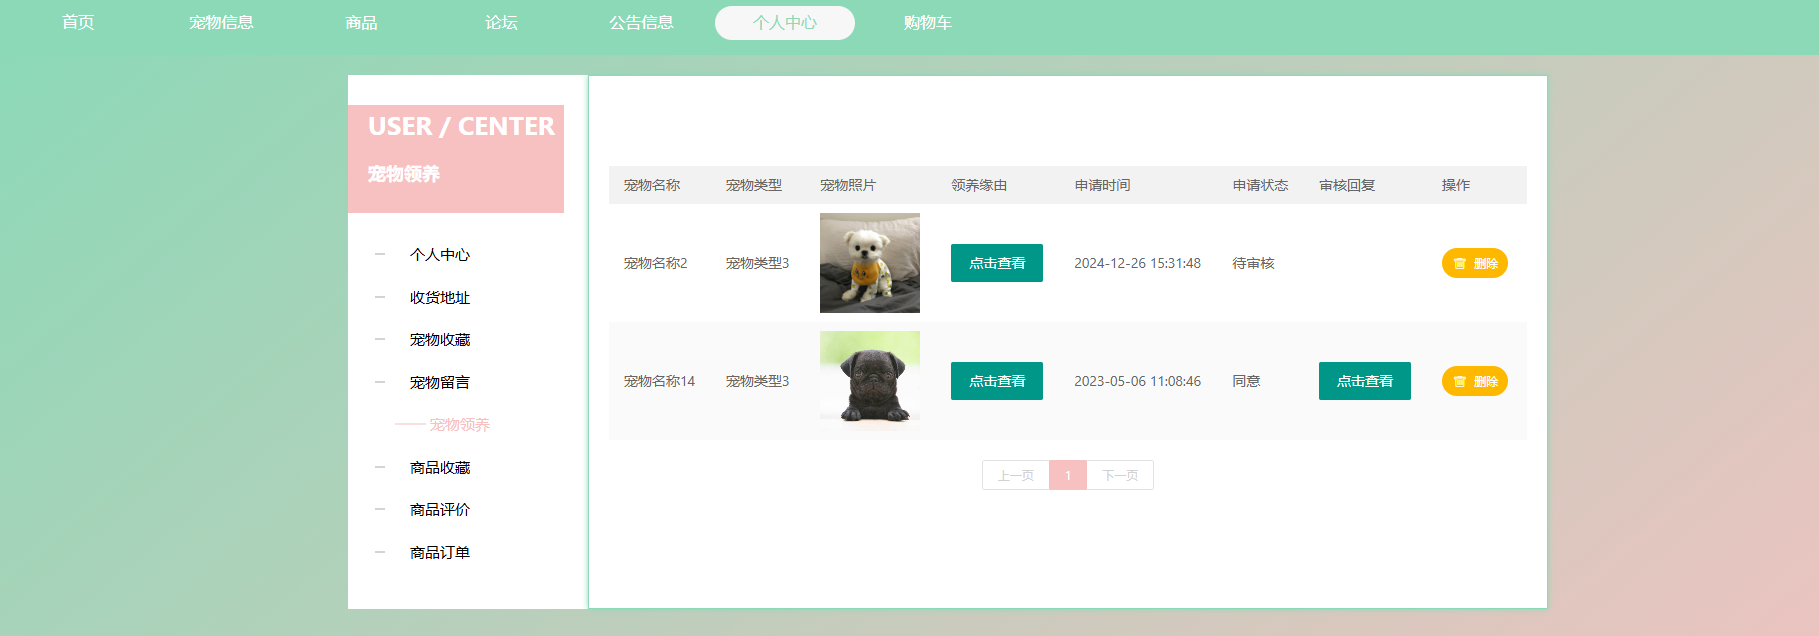 首页 宠物信息 商品 论坛 公告信息 个人中心 购物车
USER / CENTER
宠物领养
个人中心
收货地址
宠物收藏
宠物留言
宠物领养
商品收藏
商品评价
商品订单
宠物名称 宠物类型 宠物照片 领养缘由 申请时间 申请状态 审核回复 操作
宠物名称2 宠物类型3 点击查看 2024-12-26 15:31:48 待审核 删除
宠物名称14 宠物类型3 点击查看 2023-05-06 11:08:46 同意 点击查看 删除
上一页 1 下一页